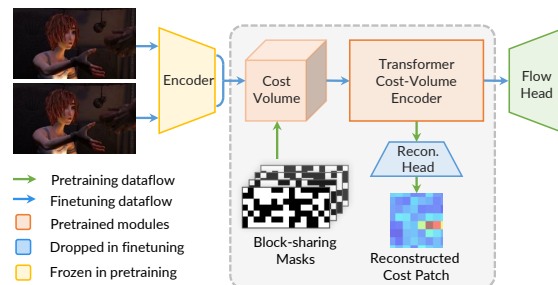 Encoder
Cost
Volume
Transformer
Cost-Volume
Encoder
Flow
Head
Recon.
Head
Pretraining dataflow
Finetuning dataflow
Pretrained modules
Dropped in finetuning
Frozen in pretraining
Block-sharing
Masks
Reconstructed
Cost Patch